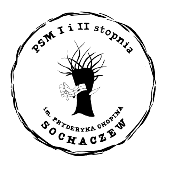 PSM I i II stopnia
im. FRYDERYKA CHOPINA
SOCHACZEW